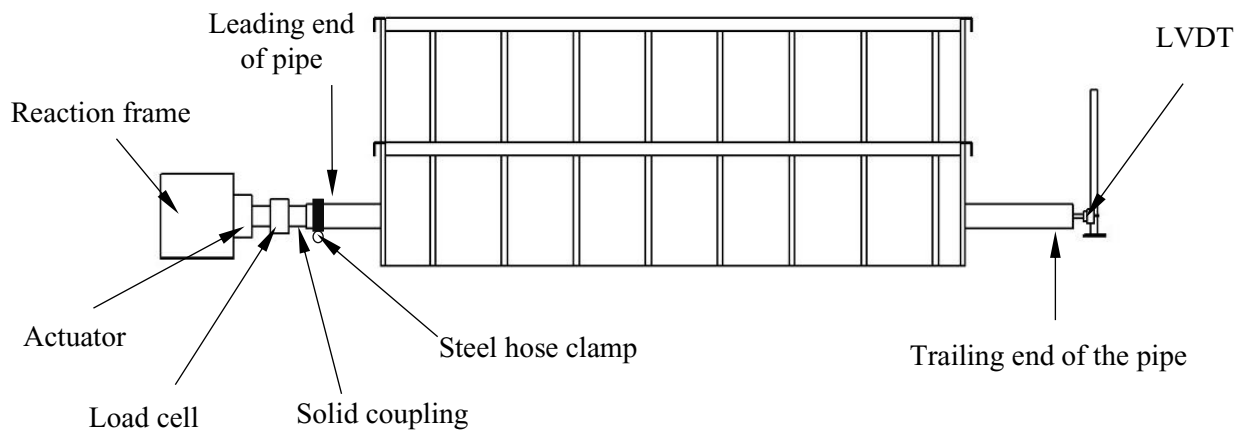 Leading end
of pipe
LVDT
Reaction frame
Actuator
Steel hose clamp
Trailing end of the pipe
Load cell
Solid coupling